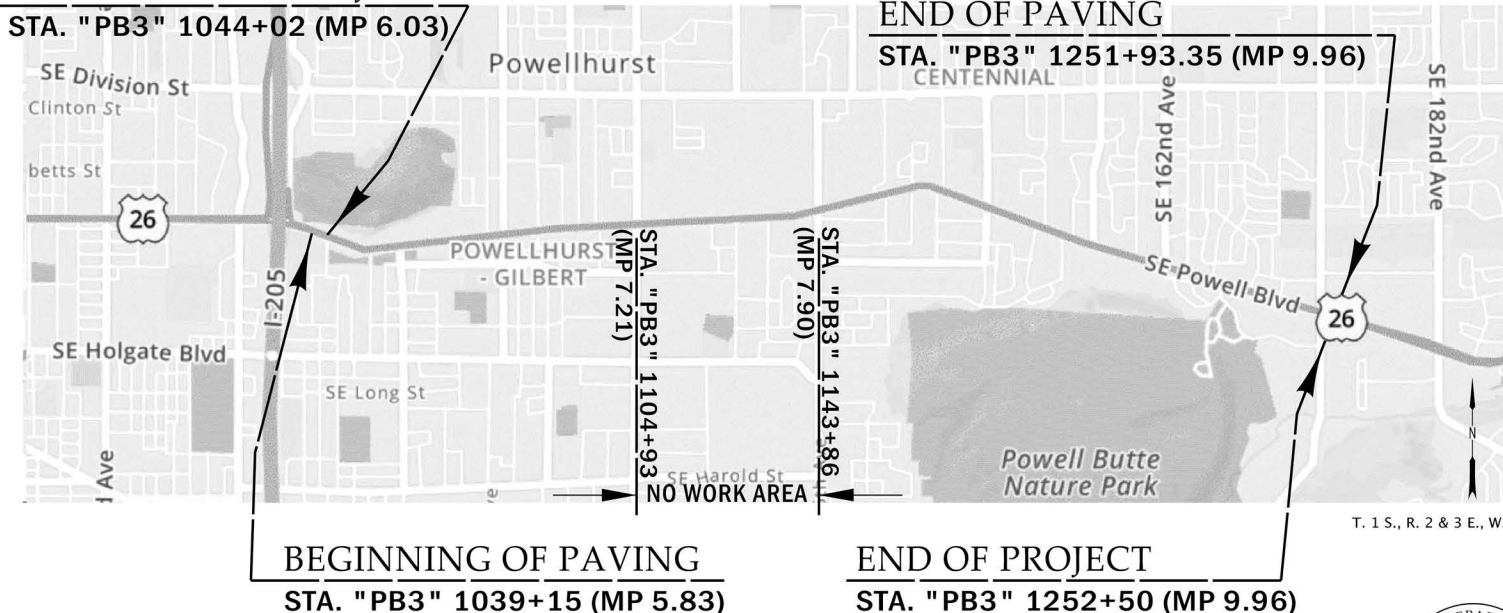 STA. "PB3" 1044+02 (MP 6.03)
END OF PAVING
STA. "PB3" 1251+93.35 (MP 9.96)
SE Division St
Clinton St
betts St
Powellhurst
CENTENNIAL
SE 162nd Ave
SE 182nd Ave
26
POWELLHURST
- GILBERT
I-205
STA. "PB3" 1104+93
(MP 7.21)
STA. "PB3" 1143+86
(MP 7.90)
SE Powell Blvd
26
SE Holgate Blvd
SE Long St
d Ave
SE Harold St
NO WORK AREA
Powell Butte
Nature Park
N
T. 1 S., R. 2 & 3 E., W.
BEGINNING OF PAVING
STA. "PB3" 1039+15 (MP 5.83)
END OF PROJECT
STA. "PB3" 1252+50 (MP 9.96)